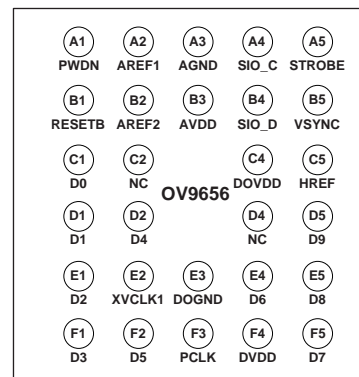 A1 A2 A3 A4 A5
PWDN AREF1 AGND SIO_C STROBE
B1 B2 B3 B4 B5
RESETB AREF2 AVDD SIO_D VSYNC
C1 C2 C4 C5
D0 NC DOVDD HREF
OV9656
D1 D2 D4 D5
D1 D4 NC D9
E1 E2 E3 E4 E5
D2 XVCLK1 DOGND D6 D8
F1 F2 F3 F4 F5
D3 D5 PCLK DVDD D7